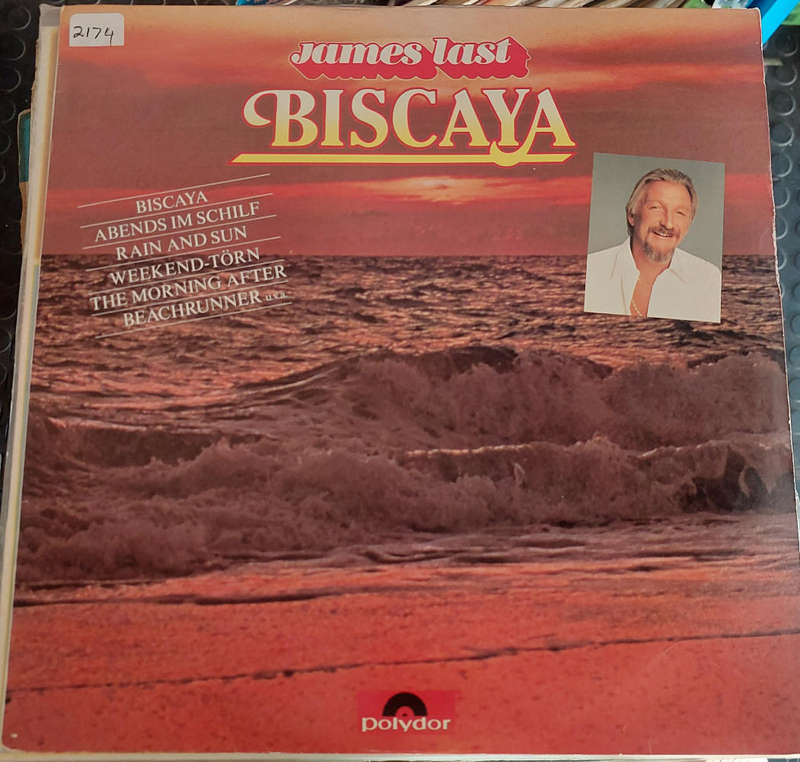 2174
james last
BISCAYA
BISCAYA
ABENDS IM SCHILF
RAIN AND SUN
WEEKEND-TÖRN
THE MORNING AFTER
BEACHRUNNER u.v.a.
polydor